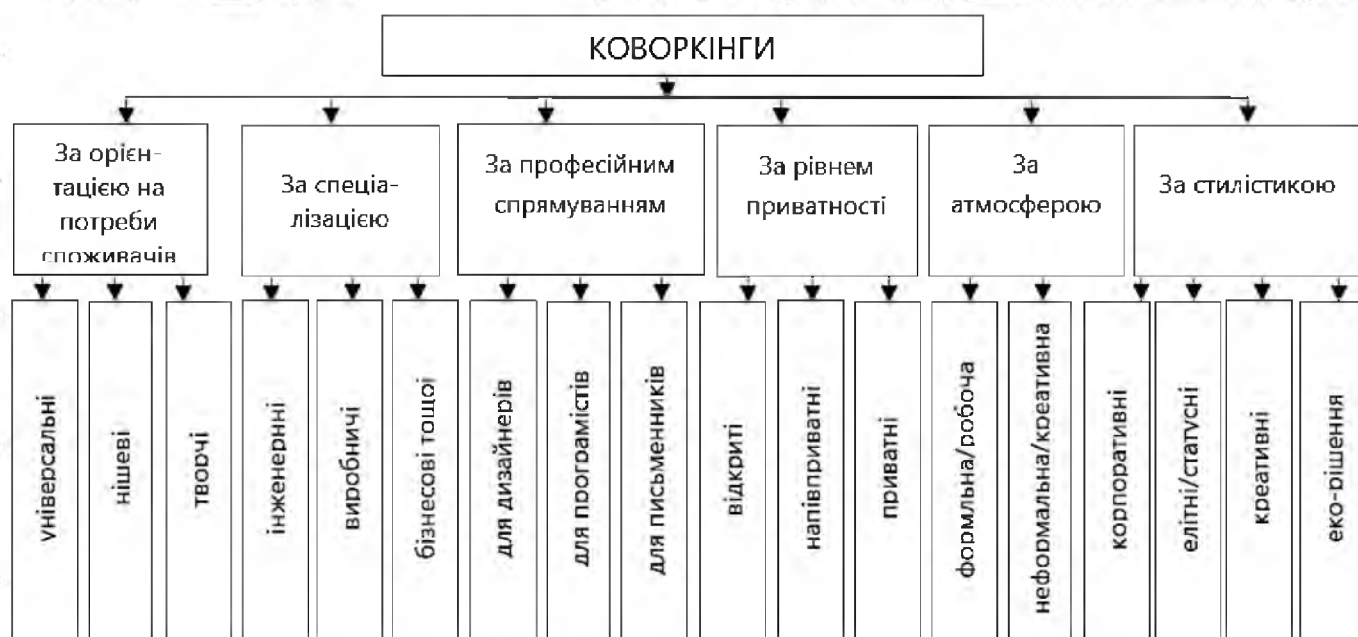 КОВОРКІНГИ
За орієн-
тацією на
потреби
споживачів
За спеціа-
лізацією
За професійним
спрямуванням
За рівнем
приватності
За
атмосферою
За стилістикою
універсальні
нішеві
творчі
інженерні
виробничі
бізнесові тощоі
для дизайнерів
для програмістів
для письменників
відкриті
напівприватні
приватні
формльна/робоча
неформальна/креативна
корпоративні
елітні/статусні
креативні
еко-рішення